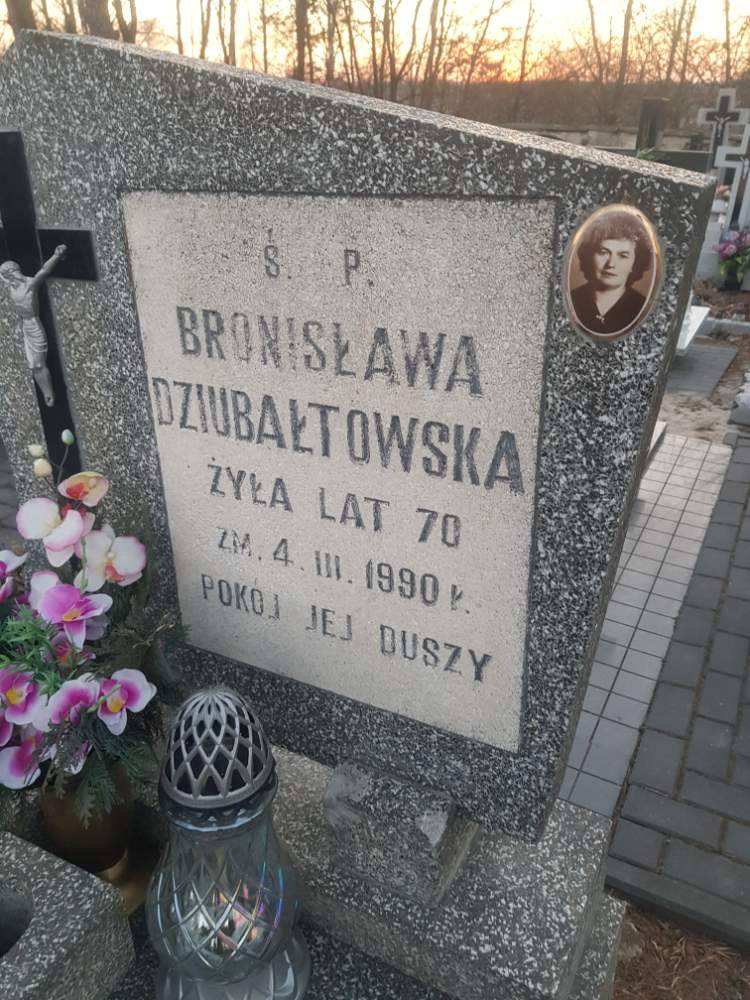 Ś. P.
BRONISŁAWA
DZIUBAŁTOWSKA
ŻYŁA LAT 70
ZM. 4. III. 1990 R.
POKÓJ JEJ DUSZY